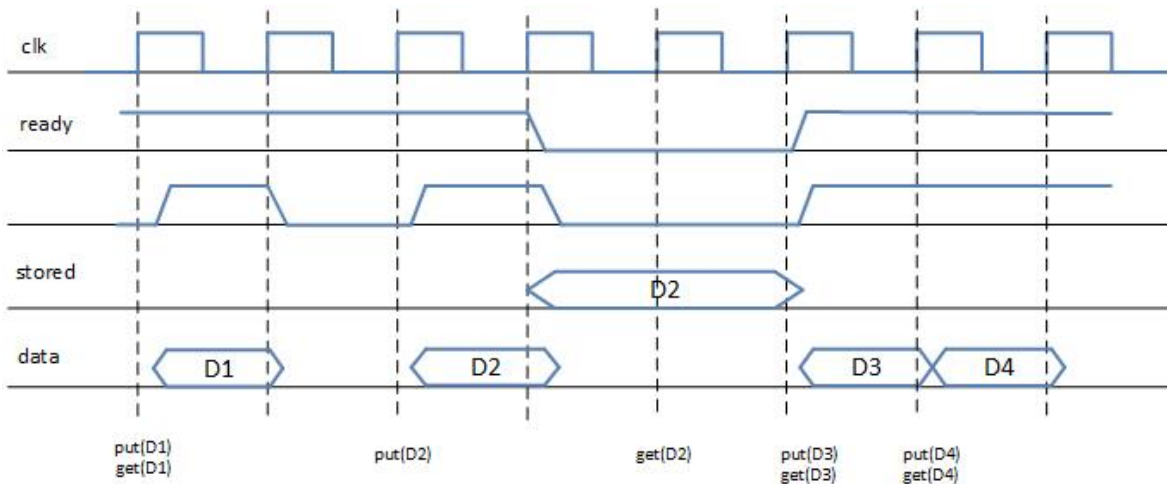 clk
ready
stored
D2
data
D1
D2
D3
D4
put(D1)
get(D1)
put(D2)
get(D2)
put(D3)
get(D3)
put(D4)
get(D4)